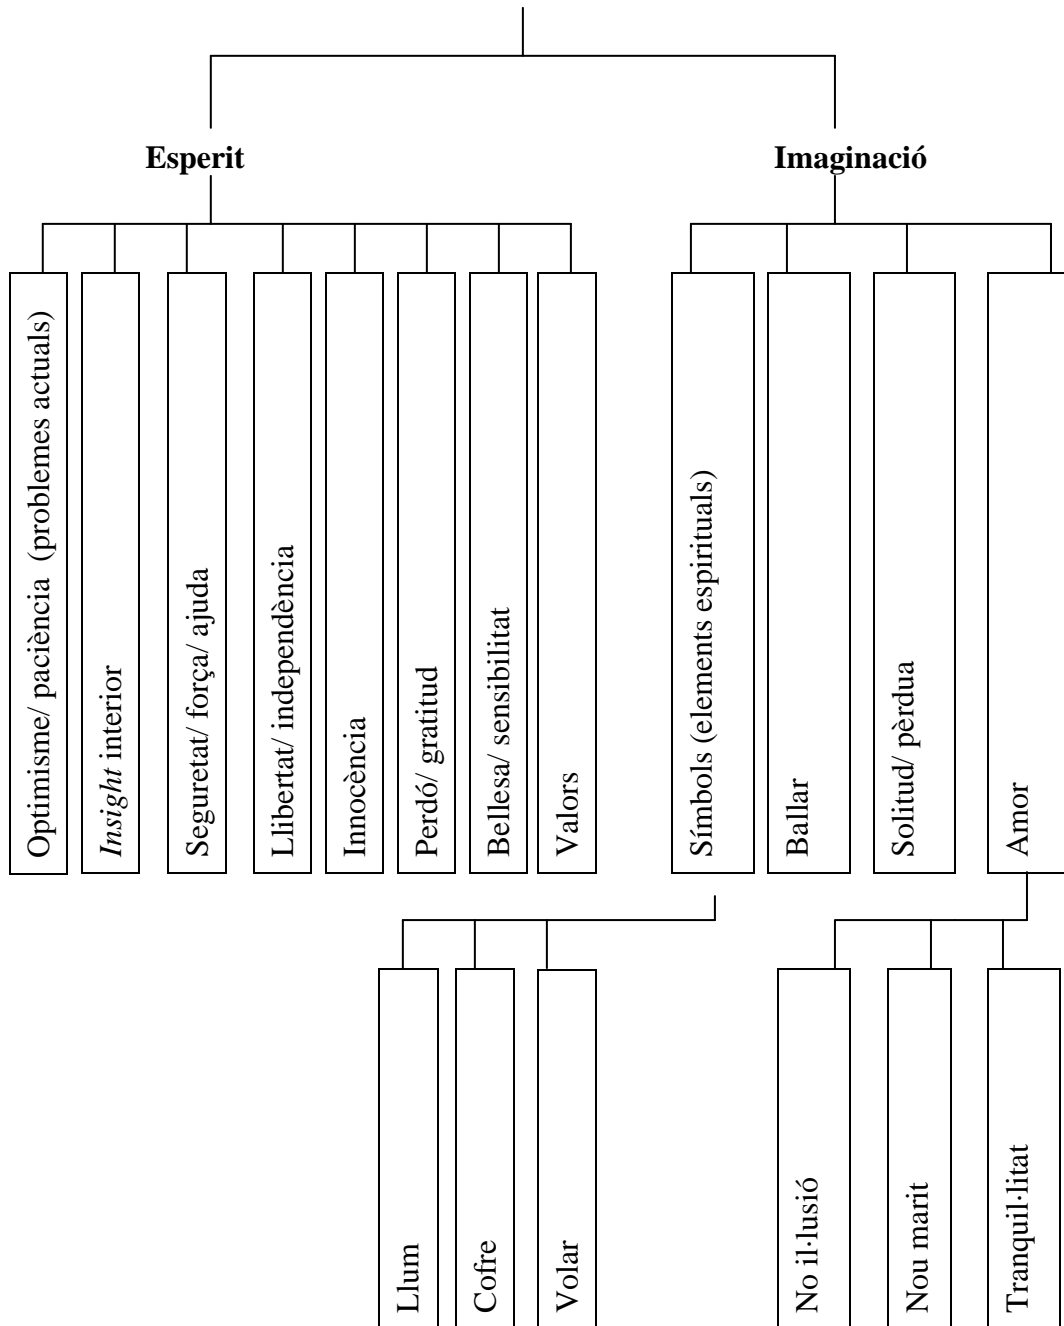 Esperit
Imaginació
Optimisme/ paciència (problemes actuals)
Insight interior
Seguretat/ força/ ajuda
Llibertat/ independència
Innocència
Perdó/ gratitud
Bellesa/ sensibilitat
Valors
Símbols (elements espirituals)
Ballar
Solitud/ pèrdua
Amor
Llum
Cofre
Volar
No il·lusió
Nou marit
Tranquil·litat